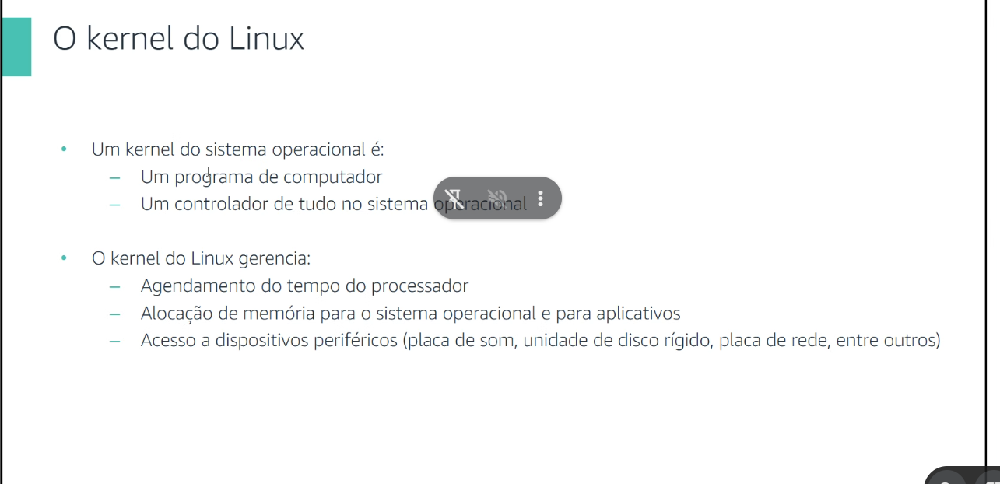 O kernel do Linux
• Um kernel do sistema operacional é:
– Um programa de computador
– Um controlador de tudo no sistema operacional
• O kernel do Linux gerencia:
– Agendamento do tempo do processador
– Alocação de memória para o sistema operacional e para aplicativos
– Acesso a dispositivos periféricos (placa de som, unidade de disco rígido, placa de rede, entre outros)